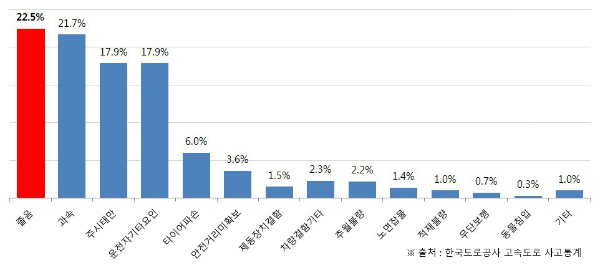 22.5%
21.7%
17.9%
17.9%
6.0%
3.6%
1.5%
2.3%
2.2%
1.4%
1.0%
0.7%
0.3%
1.0%
졸음
과속
주시태만
운전자기타요인
타이어파손
안전거리미확보
제동장치결함
차량결함기타
추월불량
노면잡물
적재불량
무단보행
동물침입
기타
※ 출처 : 한국도로공사 고속도로 사고통계